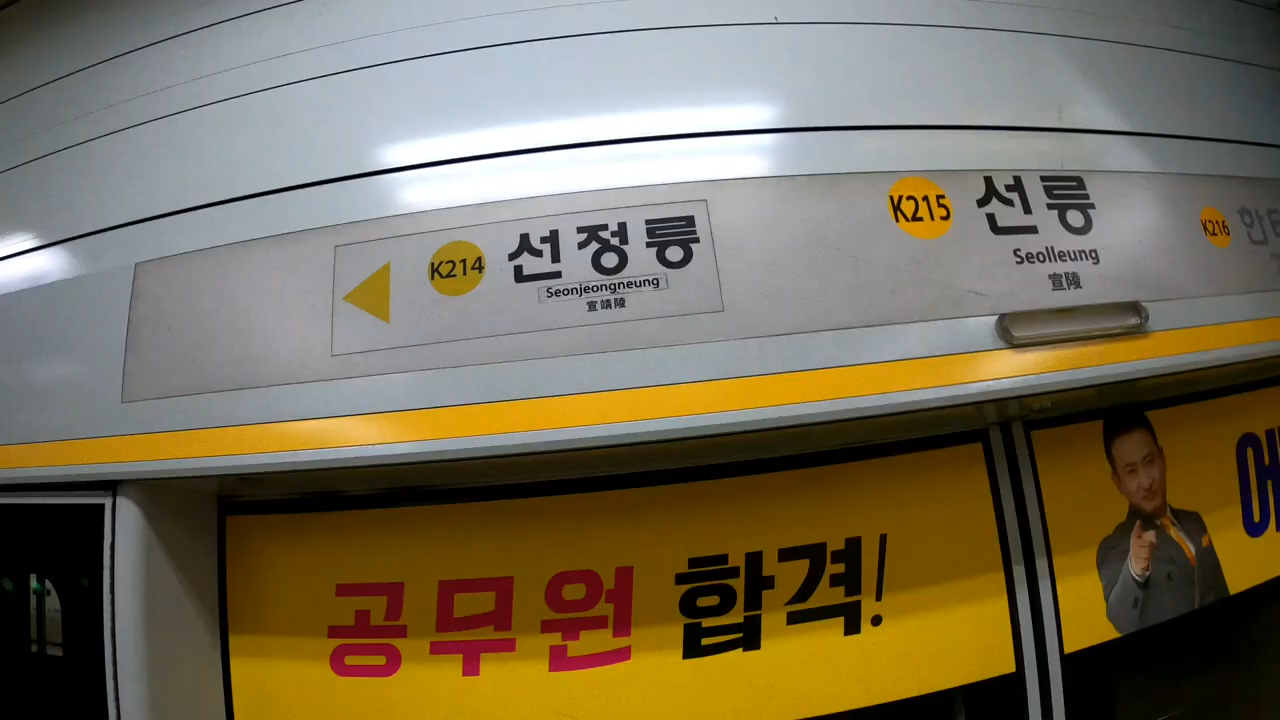 K214 선정릉
Seonjeongneung
宣靖陵
K215 선릉
Seolleung
宣陵
K216 한
공무원 합격!